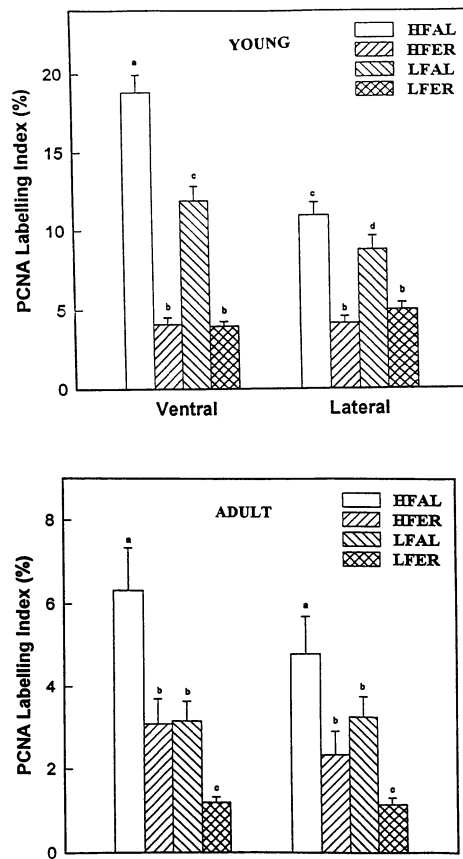 YOUNG
HFAL
HFER
LFAL
LFER
PCNA Labelling Index (%)
20
15
10
5
0
a
b
c
b
c
b
d
b
Ventral
Lateral
ADULT
HFAL
HFER
LFAL
LFER
PCNA Labelling Index (%)
8
6
4
2
0
a
b
b
c
a
b
b
c